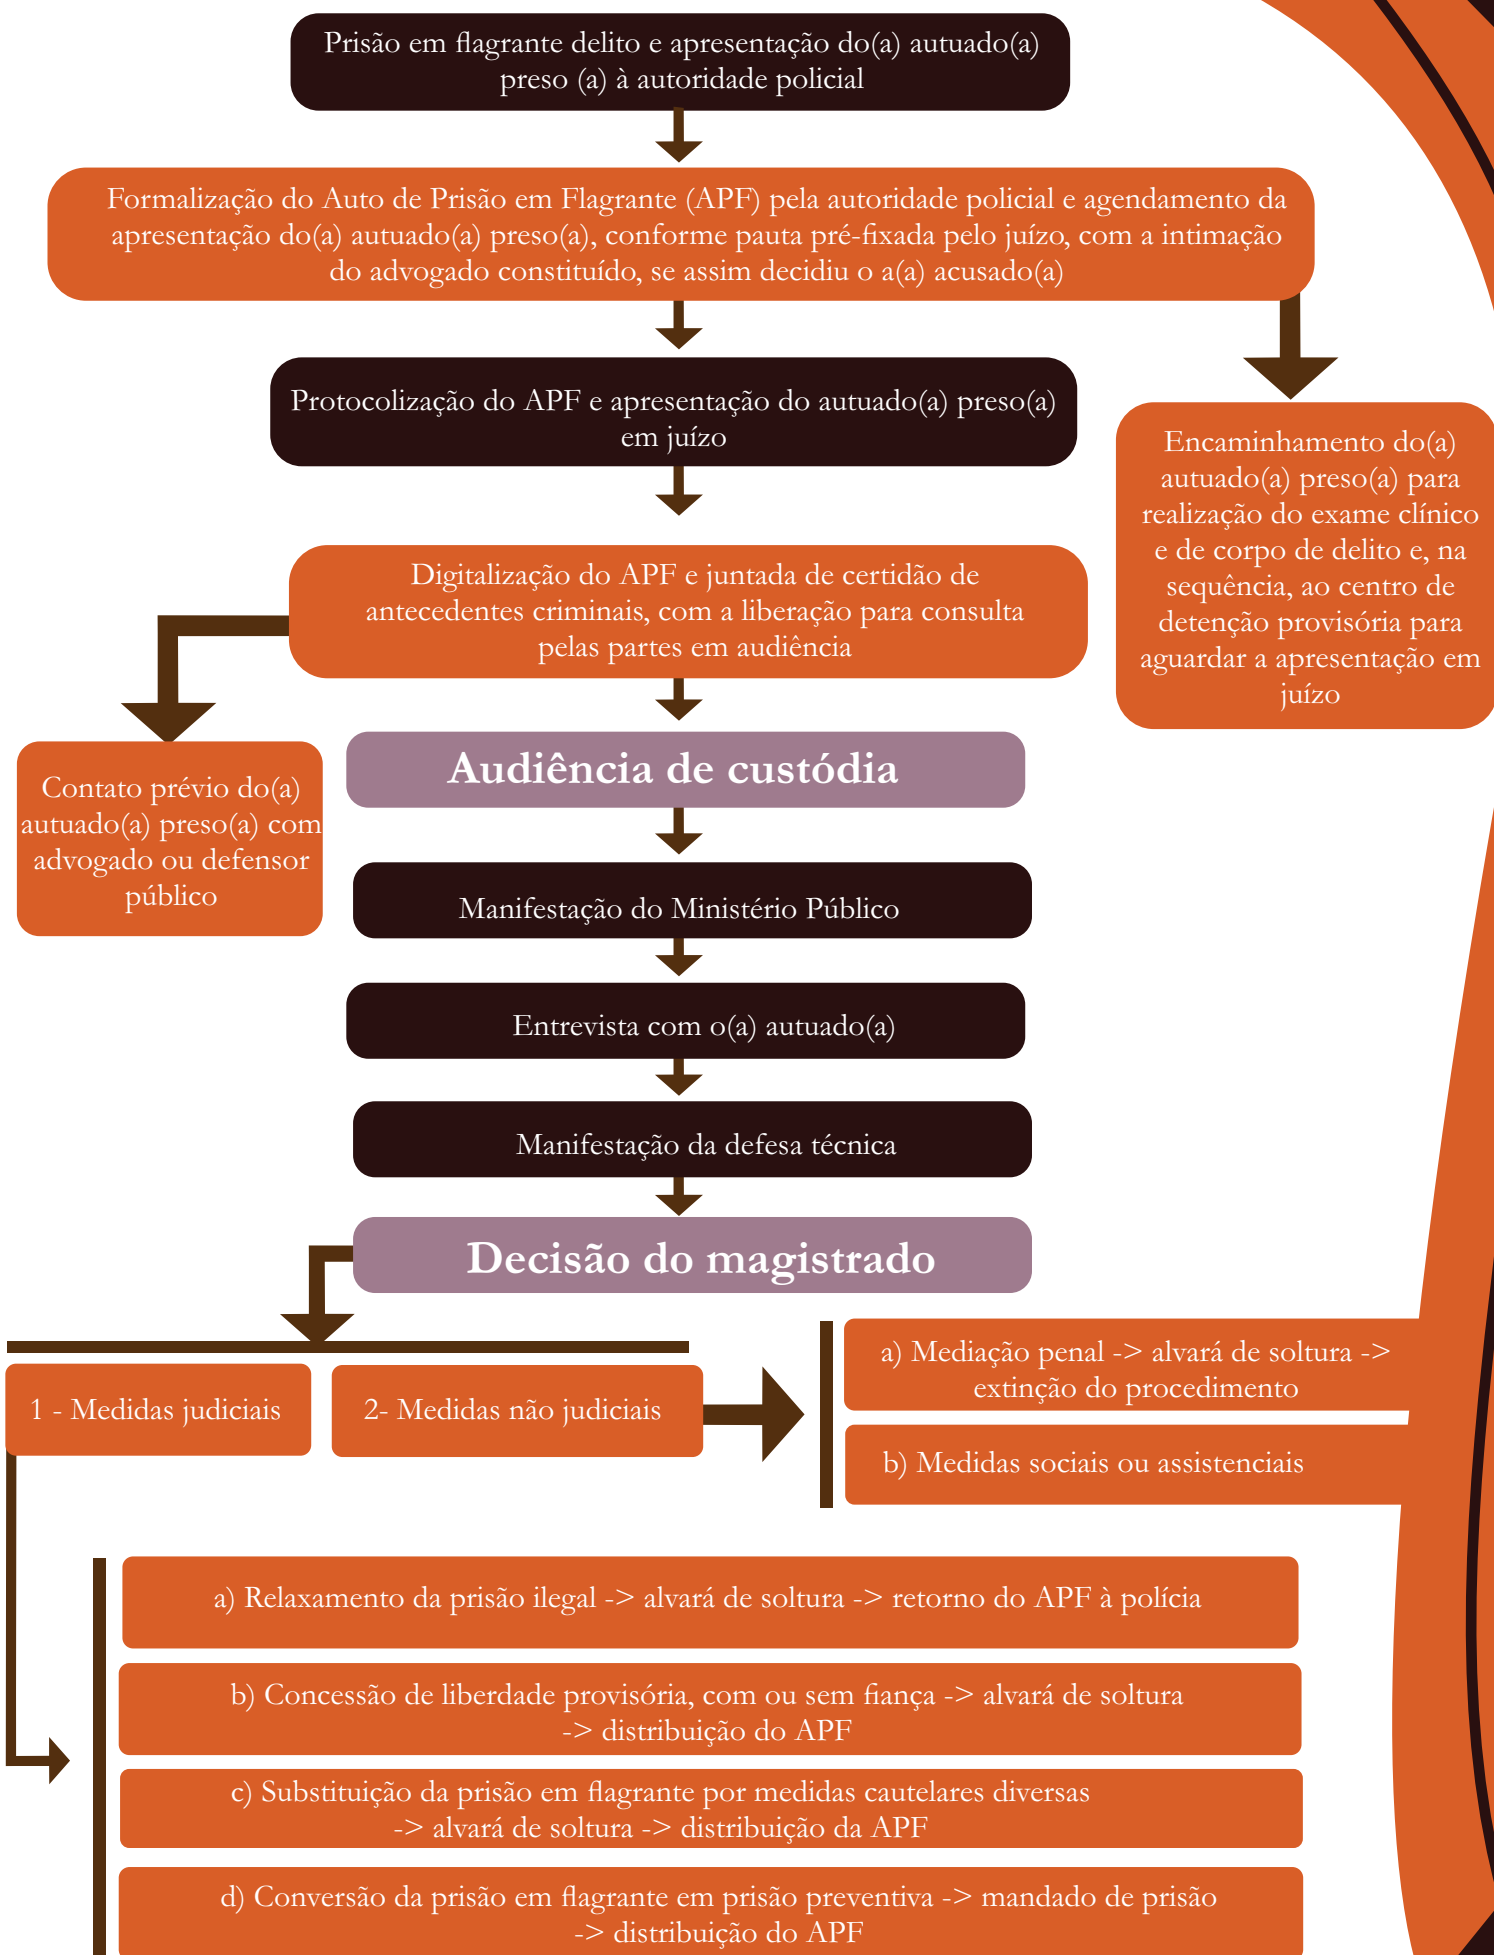 Prisão em flagrante delito e apresentação do(a) autuado(a)
preso (a) à autoridade policial
Formalização do Auto de Prisão em Flagrante (APF) pela autoridade policial e agendamento da
apresentação do(a) autuado(a) preso(a), conforme pauta pré-fixada pelo juízo, com a intimação
do advogado constituído, se assim decidiu o a(a) acusado(a)
Protocolização do APF e apresentação do autuado(a) preso(a)
em juízo
Encaminhamento do(a)
autuado(a) preso(a) para
realização do exame clínico
e de corpo de delito e, na
sequência, ao centro de
detenção provisória para
aguardar a apresentação em
juízo
Digitalização do APF e juntada de certidão de
antecedentes criminais, com a liberação para consulta
pelas partes em audiência
Contato prévio do(a)
autuado(a) preso(a) com
advogado ou defensor
público
Audiência de custódia
Manifestação do Ministério Público
Entrevista com o(a) autuado(a)
Manifestação da defesa técnica
Decisão do magistrado
1 - Medidas judiciais
2- Medidas não judiciais
a) Mediação penal -> alvará de soltura ->
extinção do procedimento
b) Medidas sociais ou assistenciais
a) Relaxamento da prisão ilegal -> alvará de soltura -> retorno do APF à polícia
b) Concessão de liberdade provisória, com ou sem fiança -> alvará de soltura
-> distribuição do APF
c) Substituição da prisão em flagrante por medidas cautelares diversas
-> alvará de soltura -> distribuição da APF
d) Conversão da prisão em flagrante em prisão preventiva -> mandado de prisão
-> distribuição do APF